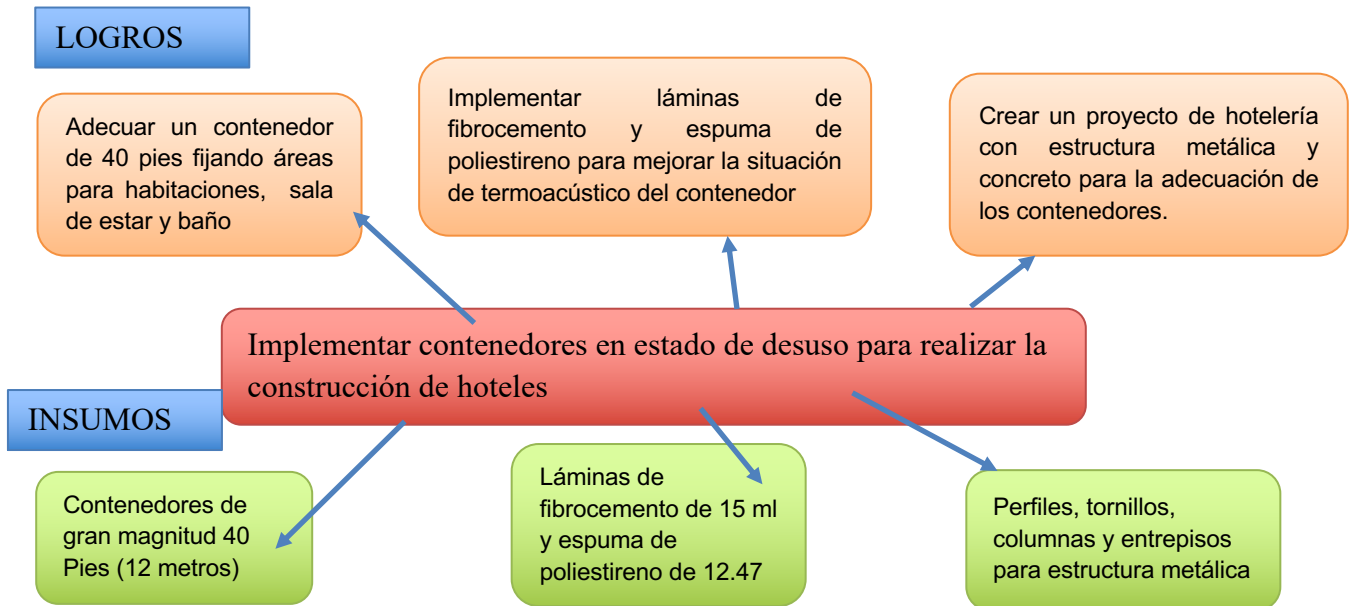 LOGROS
Adecuar un contenedor
de 40 pies fijando áreas
para habitaciones, sala
de estar y baño
Implementar láminas de
fibrocemento y espuma de
poliestireno para mejorar la situación
de termoacústico del contenedor
Crear un proyecto de hotelería
con estructura metálica y
concreto para la adecuación de
los contenedores.
Implementar contenedores en estado de desuso para realizar la
construcción de hoteles
INSUMOS
Contenedores de
gran magnitud 40
Pies (12 metros)
Láminas de
fibrocemento de 15 ml
y espuma de
poliestireno de 12.47
Perfiles, tornillos,
columnas y entrepisos
para estructura metálica